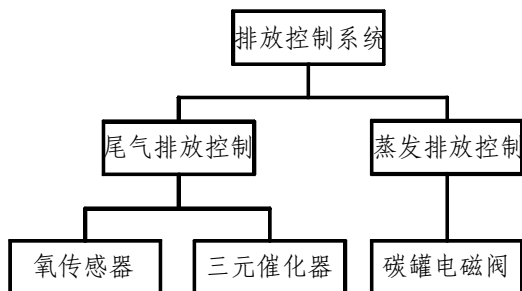 排放控制系统
尾气排放控制
蒸发排放控制
氧传感器
三元催化器
碳罐电磁阀